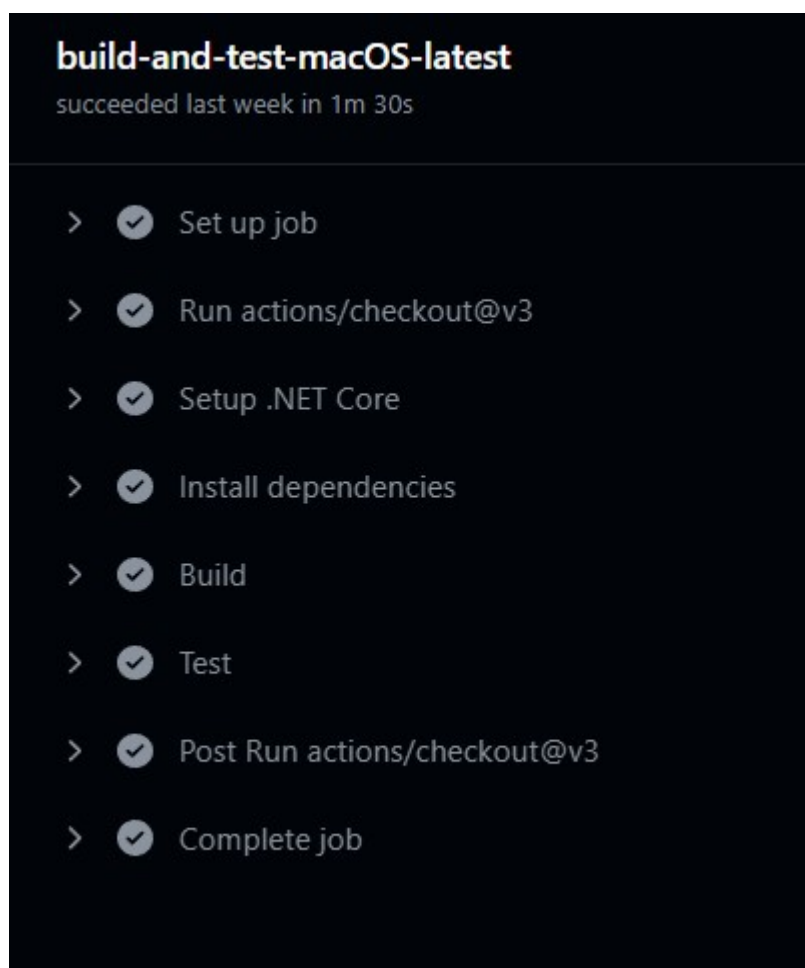 build-and-test-macOS-latest
succeeded last week in 1m 30s
Set up job
Run actions/checkout@v3
Setup .NET Core
Install dependencies
Build
Test
Post Run actions/checkout@v3
Complete job